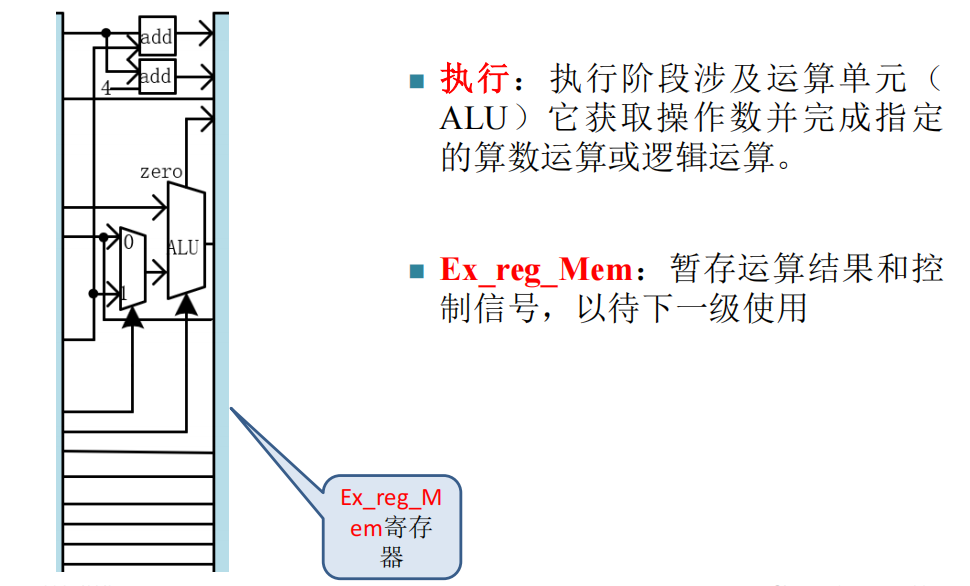 add
add
4
zero
0
ALU
1
■ 执行：执行阶段涉及运算单元（
ALU）它获取操作数并完成指定
的算数运算或逻辑运算。
■ Ex_reg_Mem：暂存运算结果和控
制信号，以待下一级使用
Ex_reg_M
em寄存
器